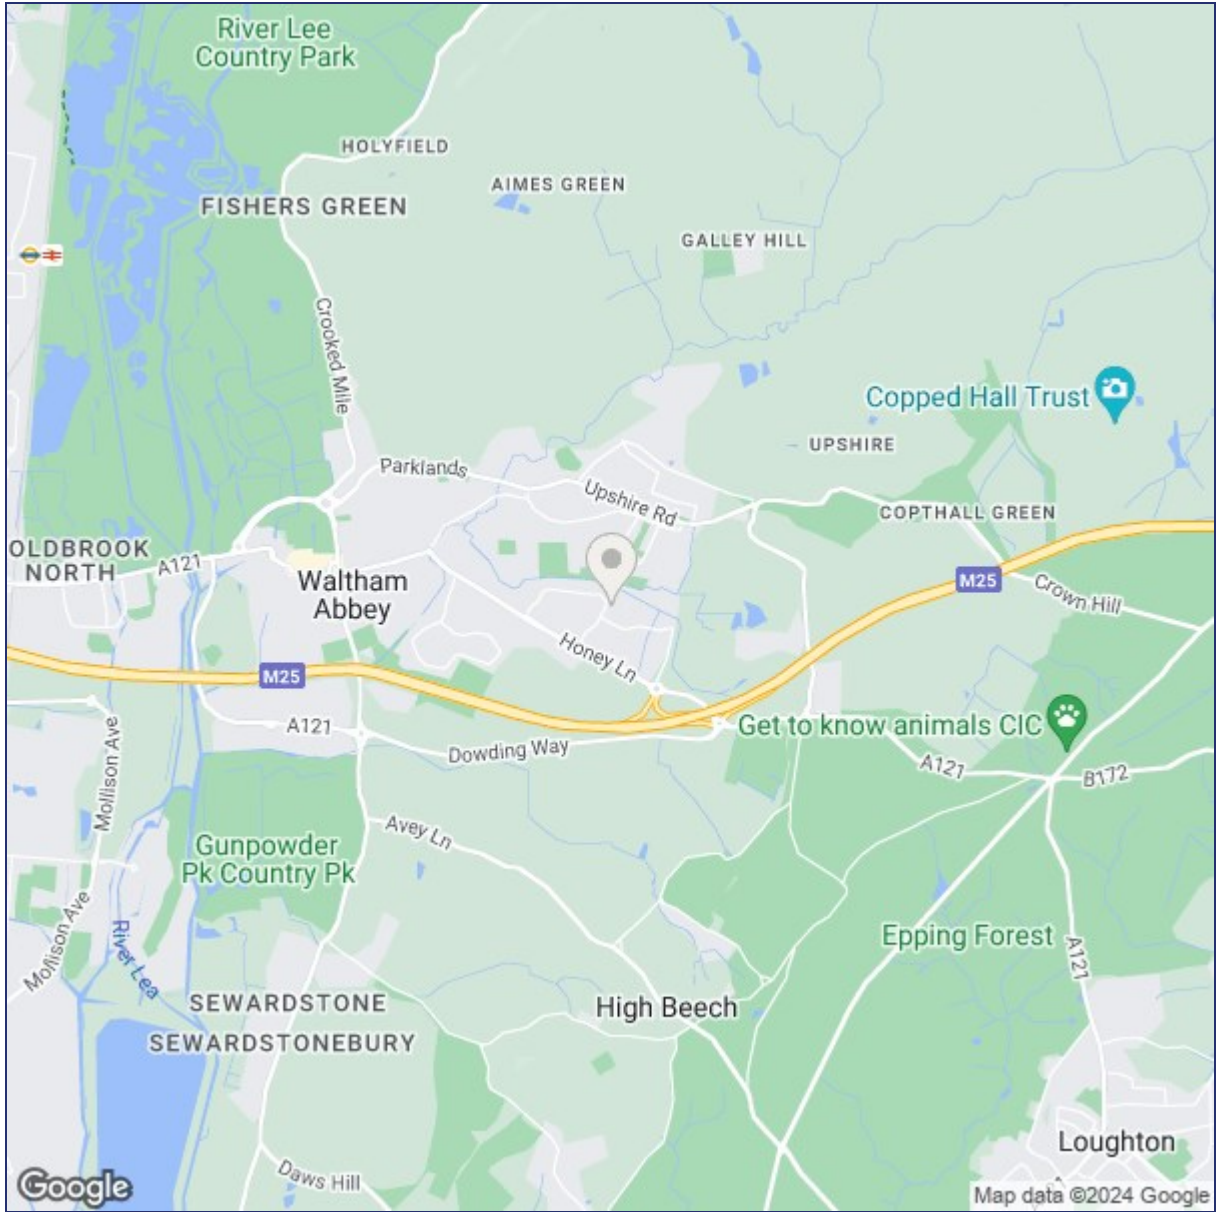 River Lee
Country Park
HOLYFIELD
AIMES GREEN
FISHERS GREEN
GALLEY HILL
Crooked Mile
Copped Hall Trust
UPSHIRE
Parklands
Upshire Rd
COPTHALL GREEN
OLDBROOK
NORTH
A121
Waltham
Abbey
M25
Crown Hill
Honey Ln
M25
Mollison Ave
A121
Dowding Way
Get to know animals CIC
A121
B172
Avey Ln
Gunpowder
Pk Country Pk
Mollison Ave
River Lea
Epping Forest
A121
SEWARDSTONE
High Beech
SEWARDSTONEBURY
Loughton
Daws Hill
Google
Map data ©2024 Google